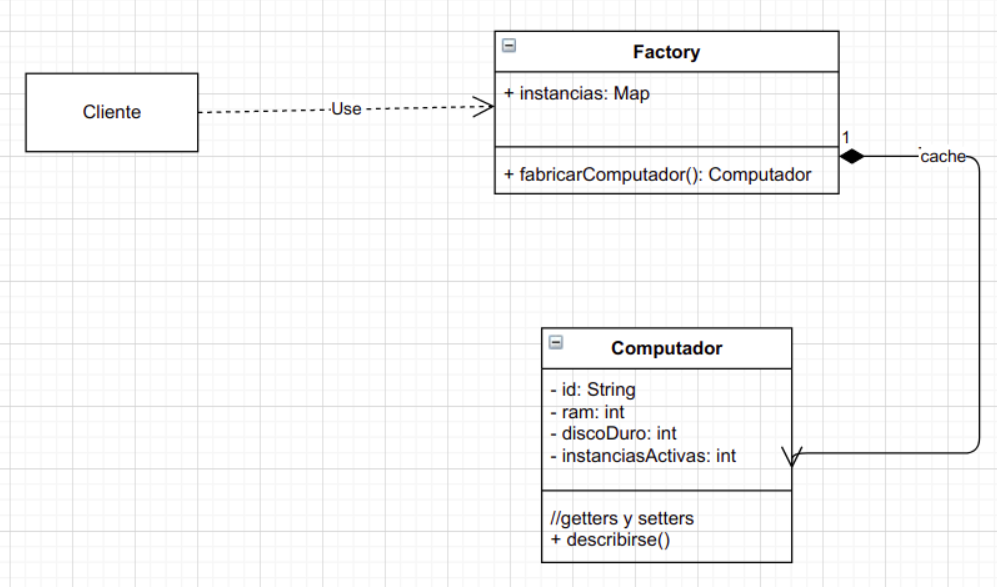 Cliente
Use
Factory
+ instancias: Map
+ fabricarComputador(): Computador
1
cache
Computador
- id: String
- ram: int
- discoDuro: int
- instanciasActivas: int
//getters y setters
+ describirse()